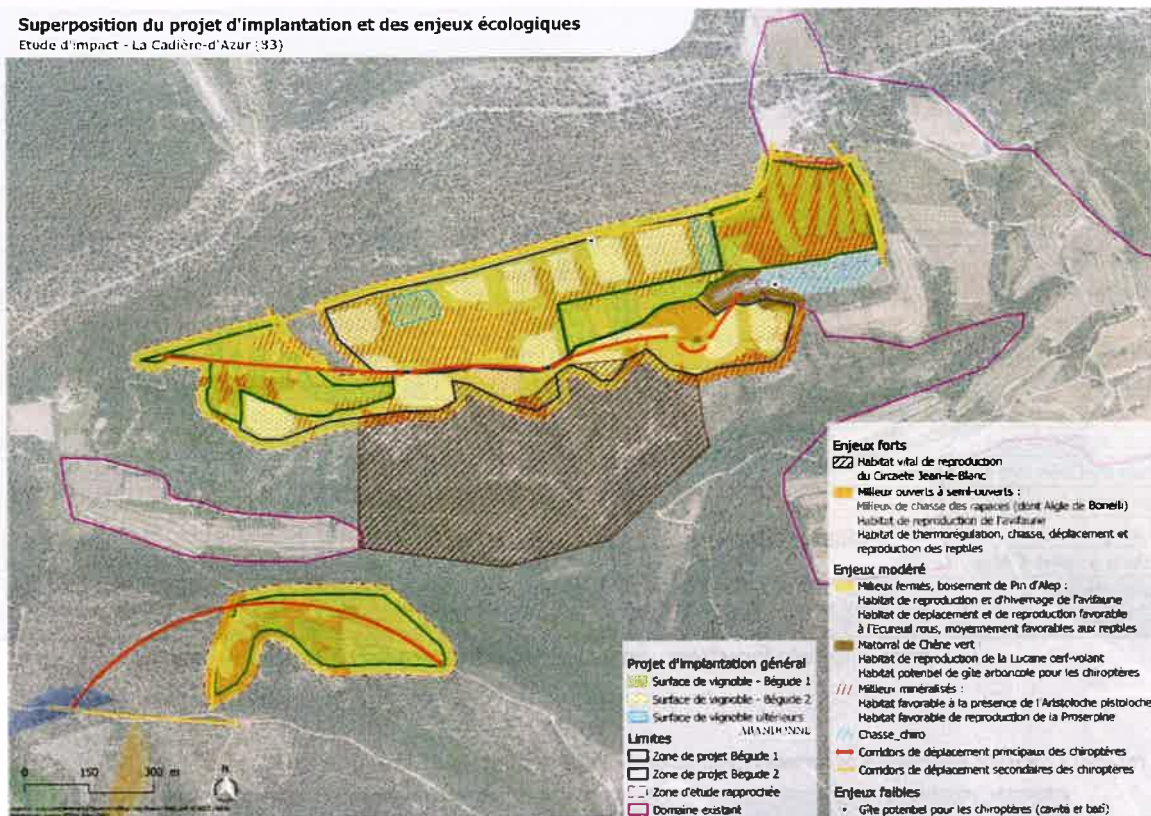 Superposition du projet d'implantation et des enjeux écologiques
Etude d'impact - La Cadière-d'Azur (83)
Enjeux forts
Habitat vital de reproduction
du Circaete Jean-le-Blanc
Milieux ouverts à semi-ouverts :
Milieux de chasse des rapaces (dont Aigle de Bonelli)
Habitat de reproduction de l'avifaune
Habitat de thermorégulation, chasse, déplacement et
reproduction des reptiles
Enjeux modéré
Milieux fermés, boisement de Pin d'Alep :
Habitat de reproduction et d'hivernage de l'avifaune
Habitat de deplacement et de reproduction favorable
à l'Ecureuil roux, moyennement favorables aux reptiles
Matorral de Chêne vert
Habitat de reproduction de la Lucane cerf-volant
Habitat potentiel de gîte arboricole pour les chiroptères
Milieux minéralisés :
Habitat favorable à la présence de l'Aristoloche pistoloche
Habitat favorable de reproduction de la Proserpine
Chasse_chiro
Corridors de déplacement principaux des chiroptères
Corridors de déplacement secondaires des chiroptères
Enjeux faibles
Gîte potentiel pour les chiroptères (cavité et bati)
Projet d'implantation général
Surface de vignoble - Bégude 1
Surface de vignoble - Bégude 2
Surface de vignoble ultérieurs
ABANDONNE
Limites
Zone de projet Bégude 1
Zone de projet Bégude 2
Zone d'etude rapprochée
Domaine existant
0 150 300 m
N